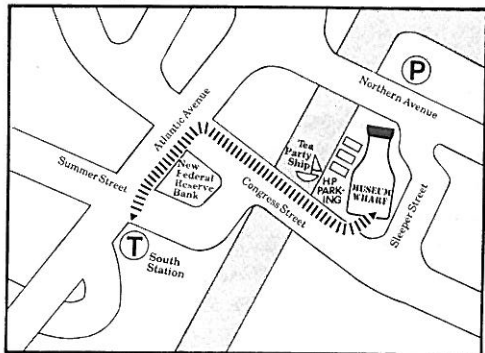 P
Northern Avenue
Atlantic Avenue
Summer Street
New
Federal
Reserve
Bank
Tea
Party
Ship
H.P.
PARK-
ING
MUSEUM
WHARF
Congress Street
Sleeper Street
T
South
Station